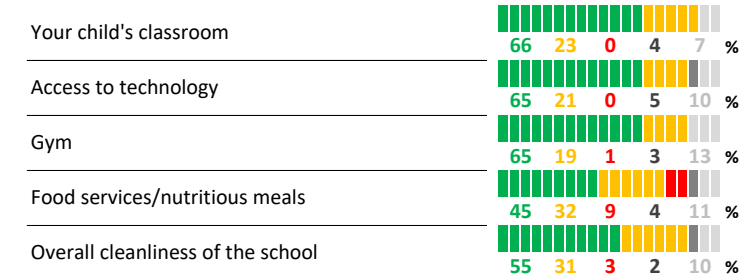 Your child's classroom
66 23 0 4 7 %
Access to technology
65 21 0 5 10 %
Gym
65 19 1 3 13 %
Food services/nutritious meals
45 32 9 4 11 %
Overall cleanliness of the school
55 31 3 2 10 %